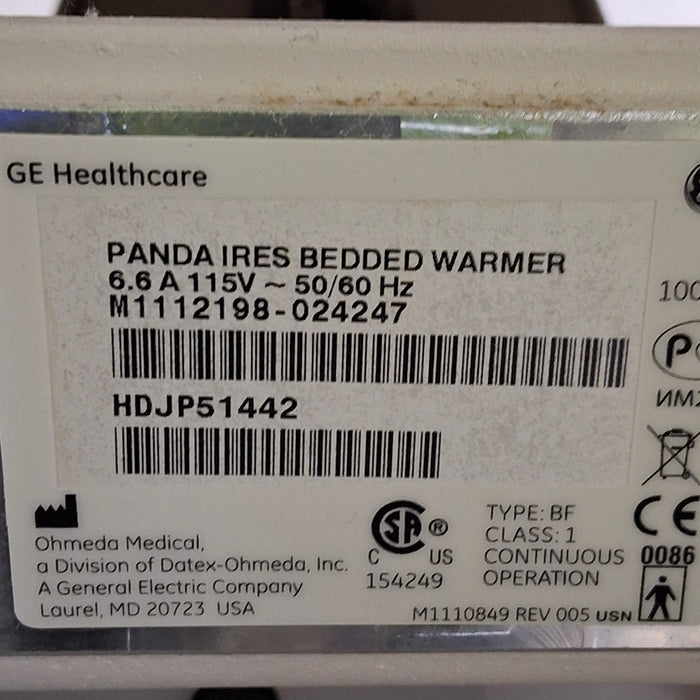 GE Healthcare
PANDA IRES BEDDED WARMER
6.6 A 115V ~ 50/60 Hz
M1112198-024247
100
P
HDJP51442
ИМ
SA ®
C US
154249
TYPE: BF
CLASS: 1
CONTINUOUS
OPERATION
CE
0086
Ohmeda Medical,
a Division of Datex-Ohmeda, Inc.
A General Electric Company
Laurel, MD 20723 USA
M1110849 REV 005 USN